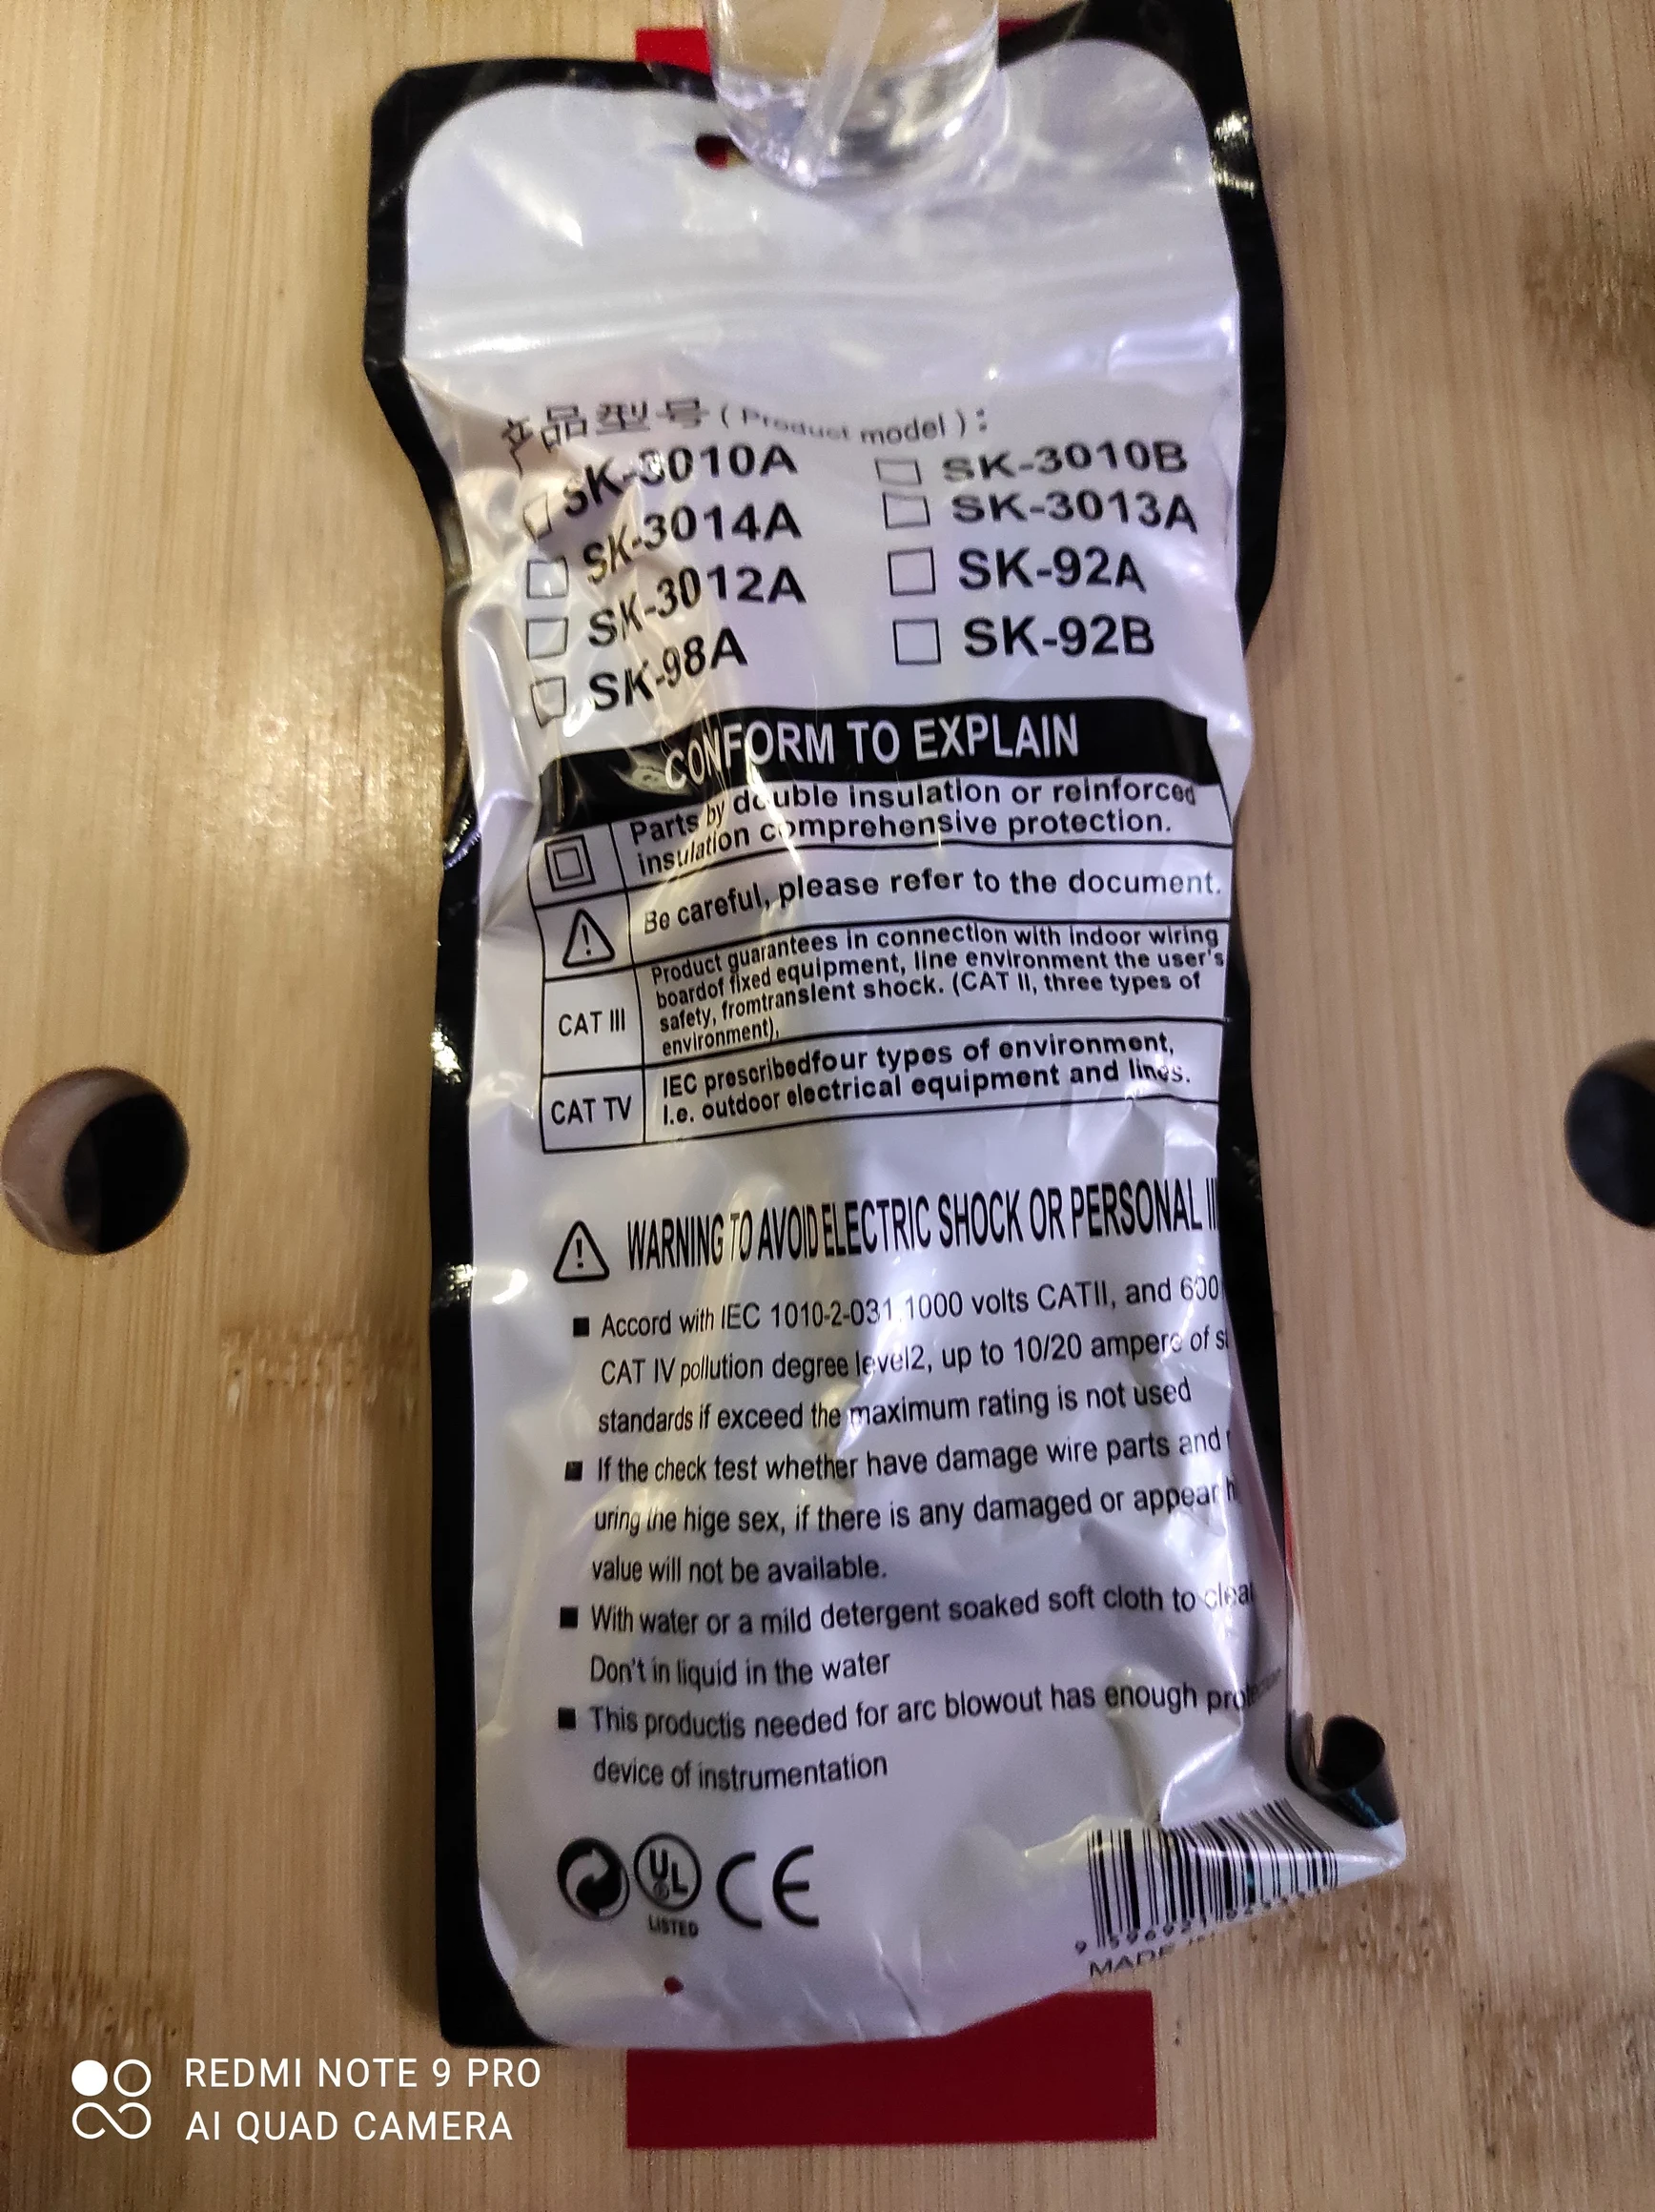 产品型号 ( Product model ) :
SK-3010A SK-3010B
SK-3014A SK-3013A
SK-3012A SK-92A
SK-98A SK-92B
CONFORM TO EXPLAIN
Parts by double insulation or reinforced
insulation comprehensive protection.
Be careful, please refer to the document.
CAT III
Product guarantees in connection with indoor wiring
boardof fixed equipment, line environment the user's
safety, fromtransient shock. (CAT II, three types of
environment),
CAT TV
IEC prescribedfour types of environment,
I.e. outdoor electrical equipment and lines.
WARNING TO AVOID ELECTRIC SHOCK OR PERSONAL
Accord with IEC 1010-2-031.1000 volts CATII, and 600
CAT IV pollution degree level2, up to 10/20 ampere of
standards if exceed the maximum rating is not used
If the check test whether have damage wire parts and
uring the hige sex, if there is any damaged or appear
value will not be available.
With water or a mild detergent soaked soft cloth to
Don't in liquid in the water
This productis needed for arc blowout has enough
device of instrumentation
UL
LISTED
CE
MADE
REDMI NOTE 9 PRO
AI QUAD CAMERA